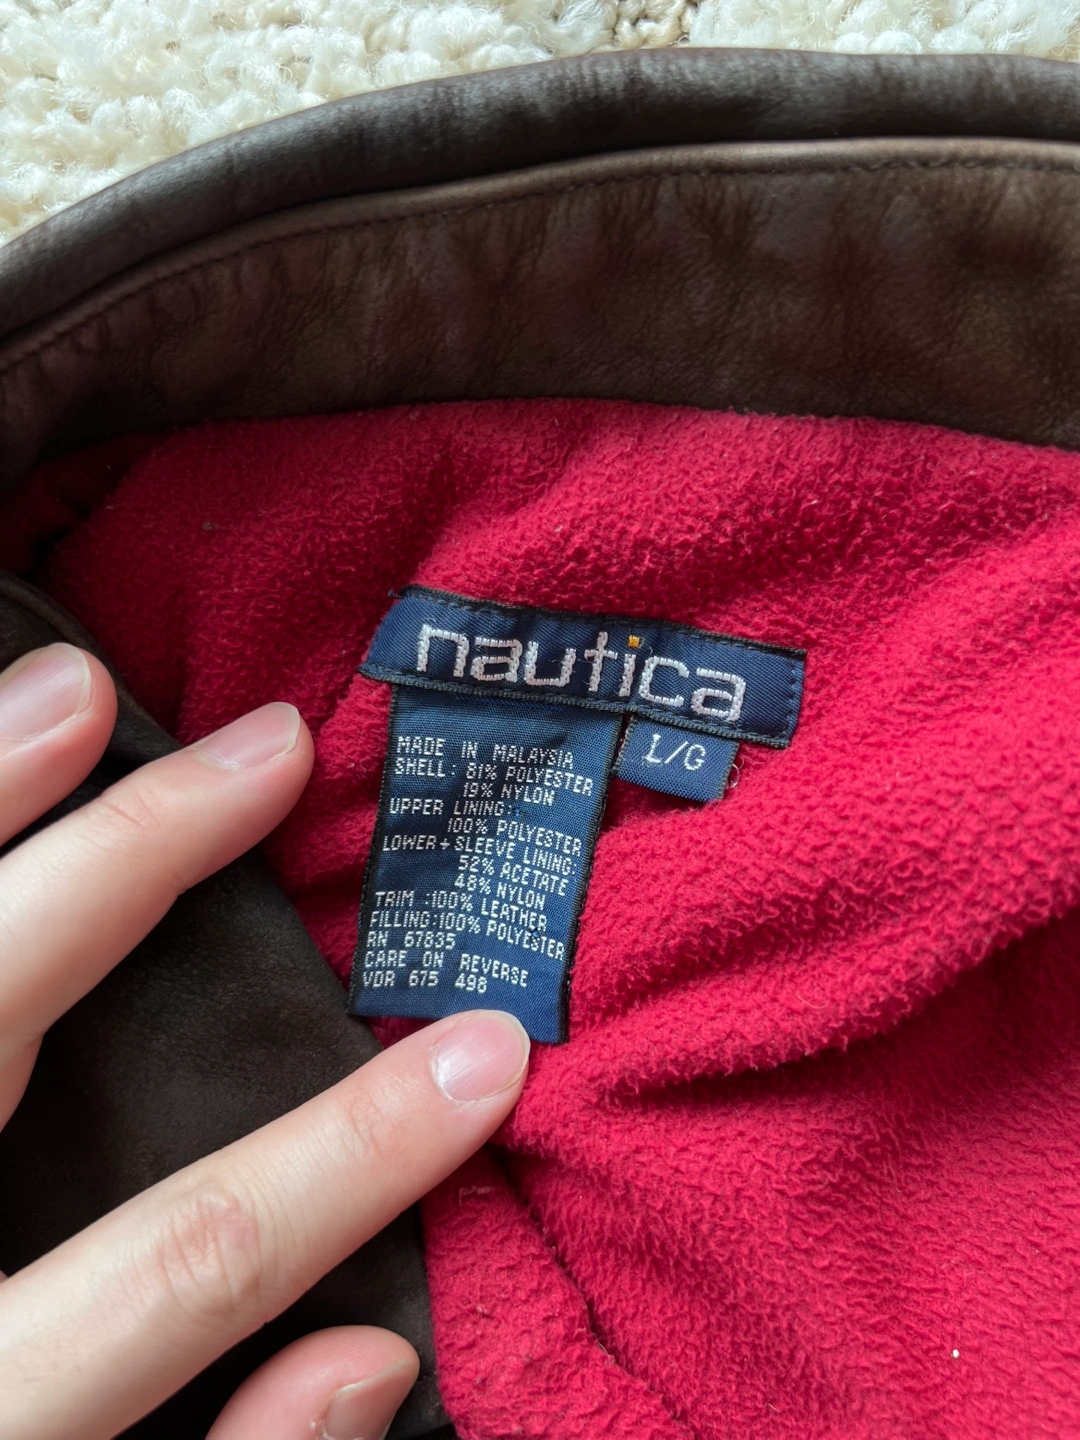 nautica
L/G
MADE IN MALAYSIA
SHELL: 81% POLYESTER
19% NYLON
UPPER LINING:
100% POLYESTER
LOWER + SLEEVE LINING:
52% ACETATE
48% NYLON
TRIM :100% LEATHER
FILLING:100% POLYESTER
RN 67835
CARE ON REVERSE
VDR 675 498